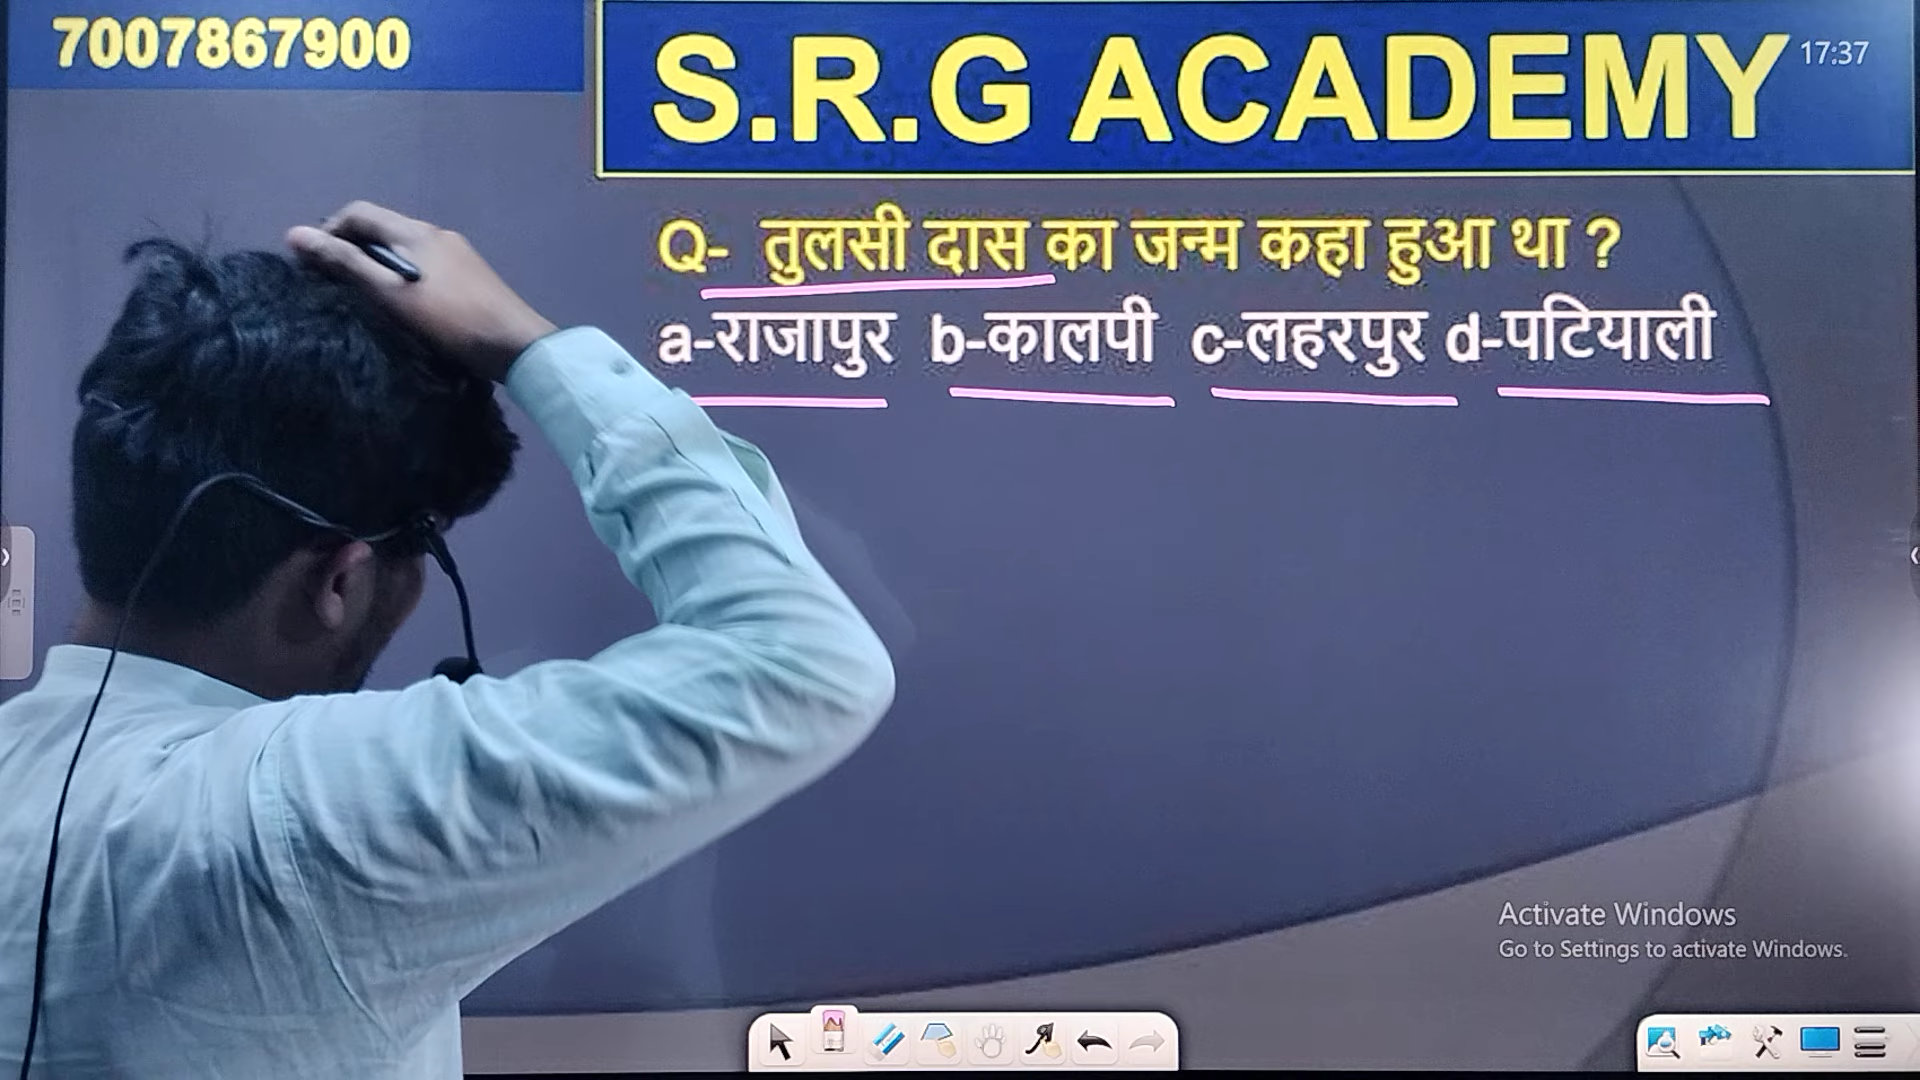 7007867900
S.R.G ACADEMY
17:37
Q- तुलसी दास का जन्म कहा हुआ था ?
a-राजापुर b-कालपी c-लहरपुर d-पटियाली
Activate Windows
Go to Settings to activate Windows.